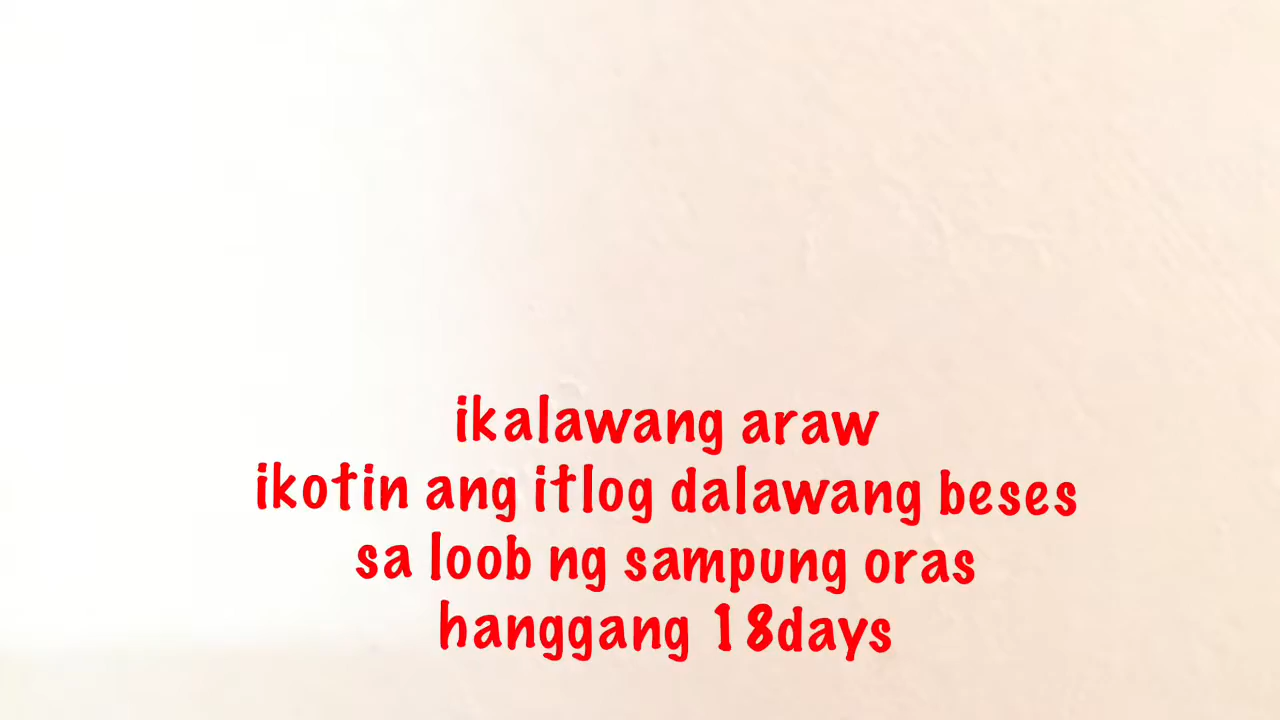 ikalawang araw
ikotin ang itlog dalawang beses
sa loob ng sampung oras
hanggang 18days